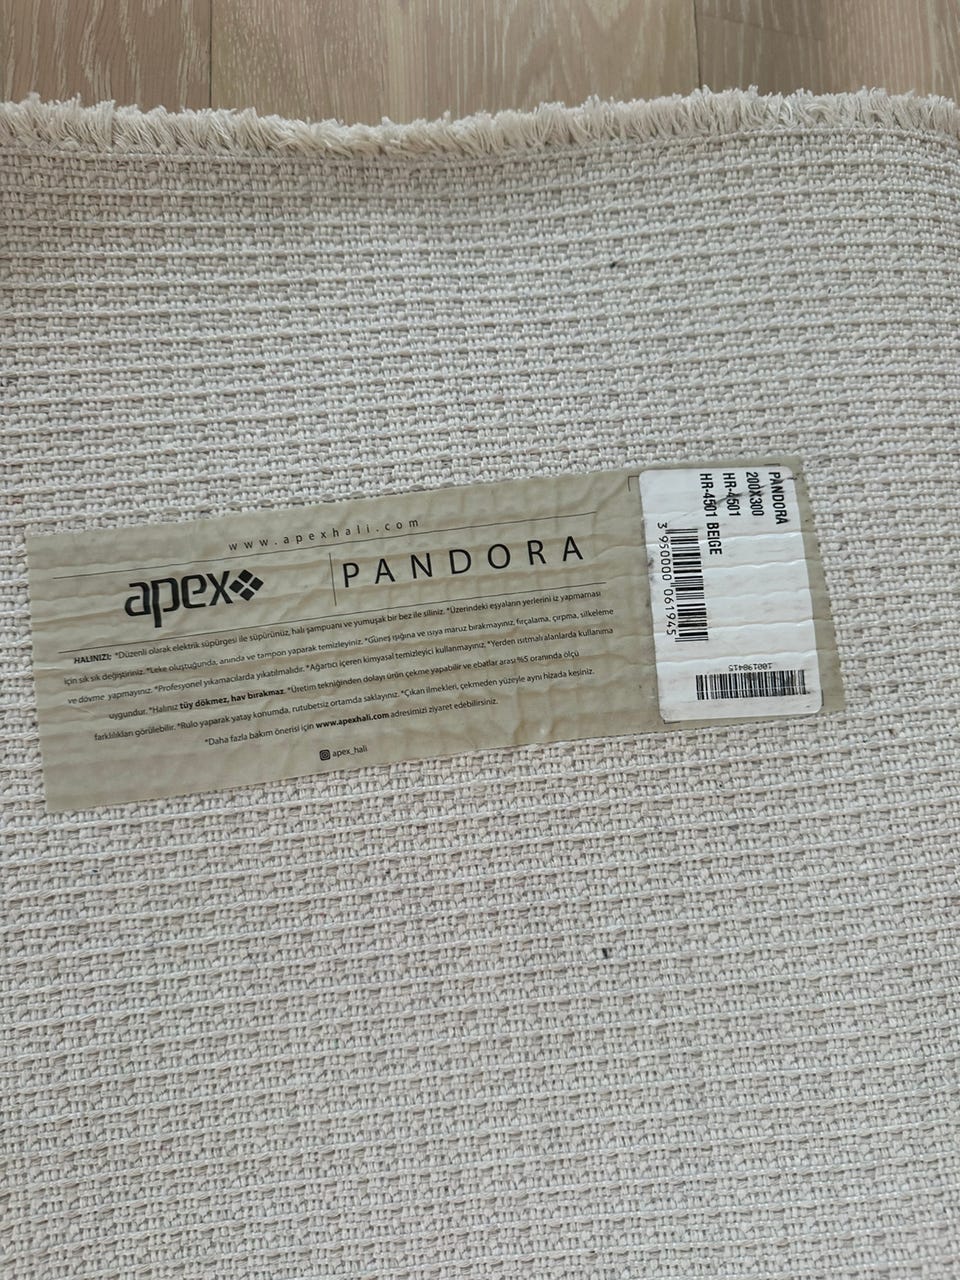 www.apexhali.com
apex
PANDORA
HALINIZI; *Düzenli olarak elektrik süpürgesi ile süpürünüz, halı şampuanı ve yumuşak bir bez ile siliniz. *Üzerindeki eşyaların yerlerini iz yapmaması
için sık sık değiştiriniz. *Leke oluştuğunda, anında ve tampon yaparak temizleyiniz. *Güneş ışığına ve ısıya maruz bırakmayınız, fırçalama, çırpma, silkeleme
ve dövme yapmayınız. *Profesyonel yıkamacılarda yıkatılmalıdır. *Ağartıcı içeren kimyasal temizleyici kullanmayınız. *Yerden ısıtmalı alanlarda kullanıma
uygundur. *Halınız tüy dökmez, hav bırakmaz. *Üretim tekniğinden dolayı ürün çekme yapabilir ve ebatlar arası %5 oranında ölçü
farklılıkları görülebilir. *Rulo yaparak yatay konumda, rutubetsiz ortamda saklayınız. *Çıkan ilmekleri, çekmeden yüzeyle aynı hizada kesiniz.
*Daha fazla bakım önerisi için www.apexhali.com adresimizi ziyaret edebilirsiniz.
apex_hali
PANDORA
200X300
HR-4501
HR-4501 BEIGE
3 950000 061945
100198415